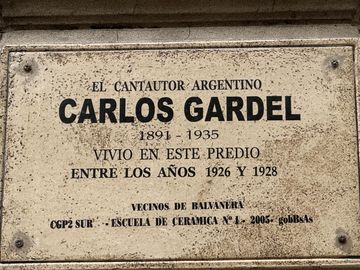 EL CANTAUTOR ARGENTINO
CARLOS GARDEL
1891 - 1935
VIVIO EN ESTE PREDIO
ENTRE LOS AÑOS 1926 Y 1928
VECINOS DE BALVANERA
CGP2 SUR - ESCUELA DE CERAMICA Nº 1 - 2005- gobBsAs